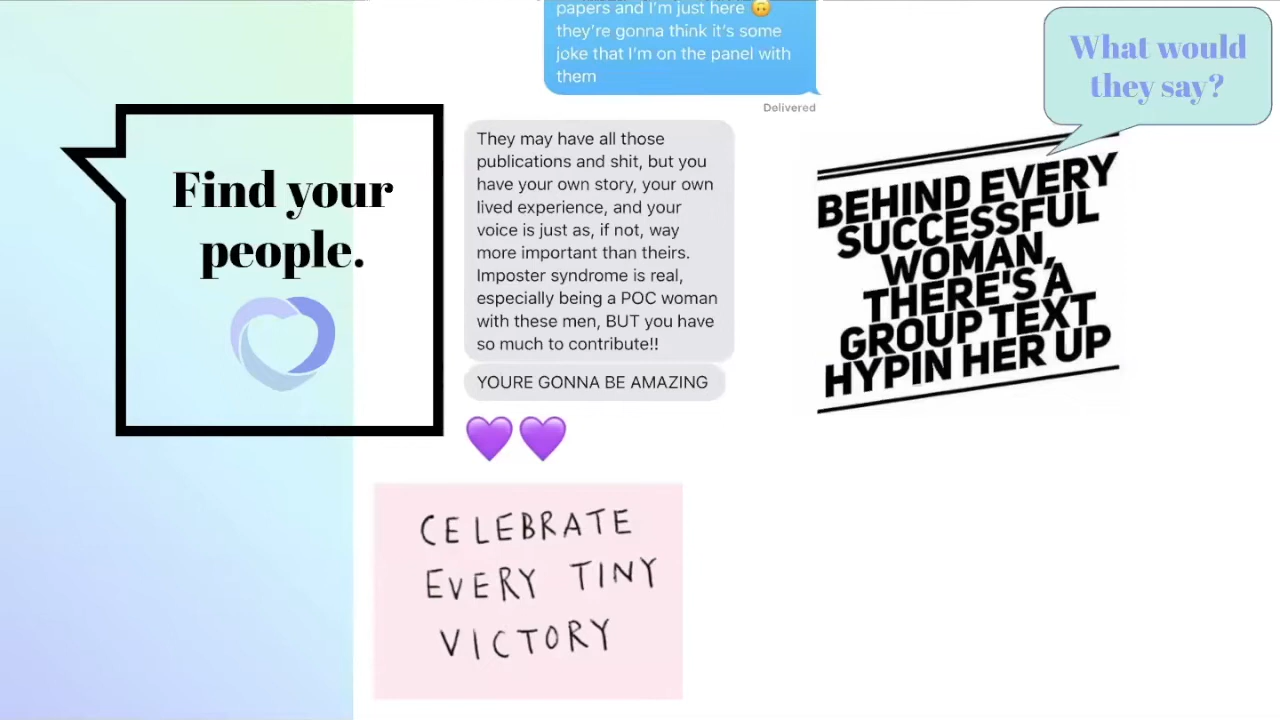 Find your
people.
papers and I'm just here 🙃
they're gonna think it's some
joke that I'm on the panel with
them
Delivered
They may have all those
publications and shit, but you
have your own story, your own
lived experience, and your
voice is just as, if not, way
more important than theirs.
Imposter syndrome is real,
especially being a POC woman
with these men, BUT you have
so much to contribute!!
YOURE GONNA BE AMAZING
💜💜
CELEBRATE
EVERY TINY
VICTORY
What would
they say?
BEHIND EVERY
SUCCESSFUL
WOMAN,
THERE'S A
GROUP TEXT
HYPIN HER UP